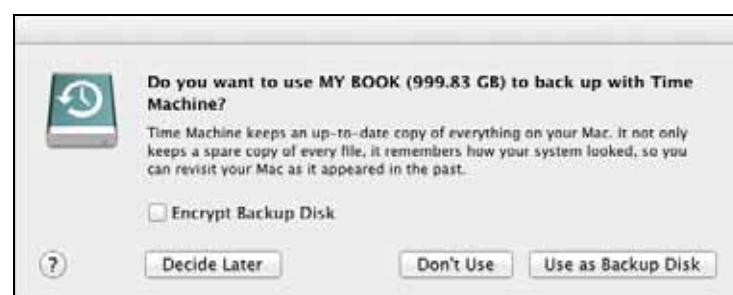 Do you want to use MY BOOK (999.83 GB) to back up with Time
Machine?
Time Machine keeps an up-to-date copy of everything on your Mac. It not only
keeps a spare copy of every file, it remembers how your system looked, so you
can revisit your Mac as it appeared in the past.
Encrypt Backup Disk
? Decide Later Don't Use Use as Backup Disk